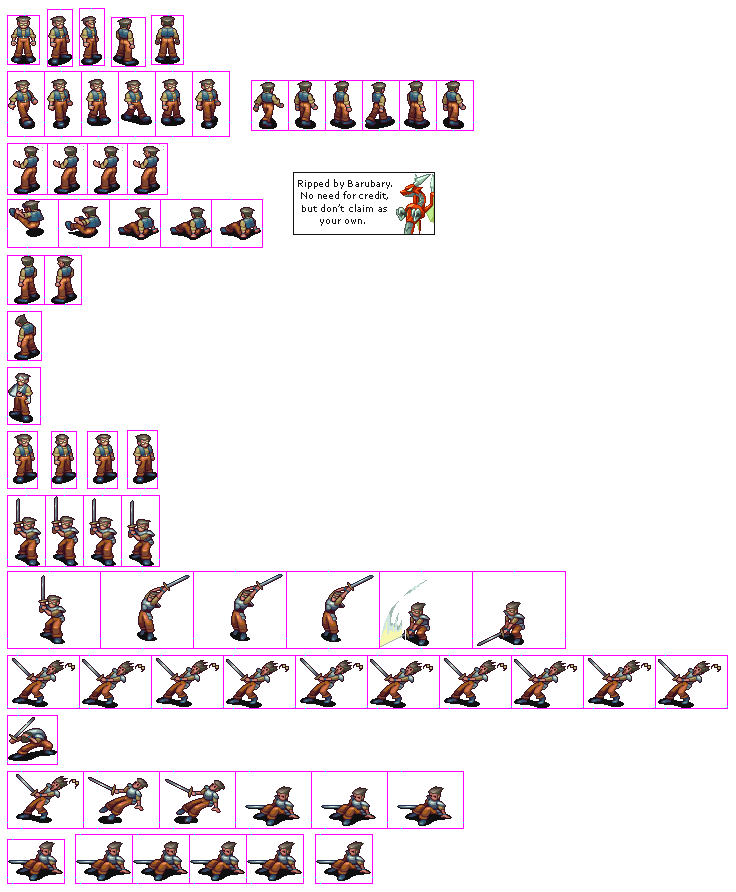 Ripped by Barubary.
No need for credit,
but don't claim as
your own.